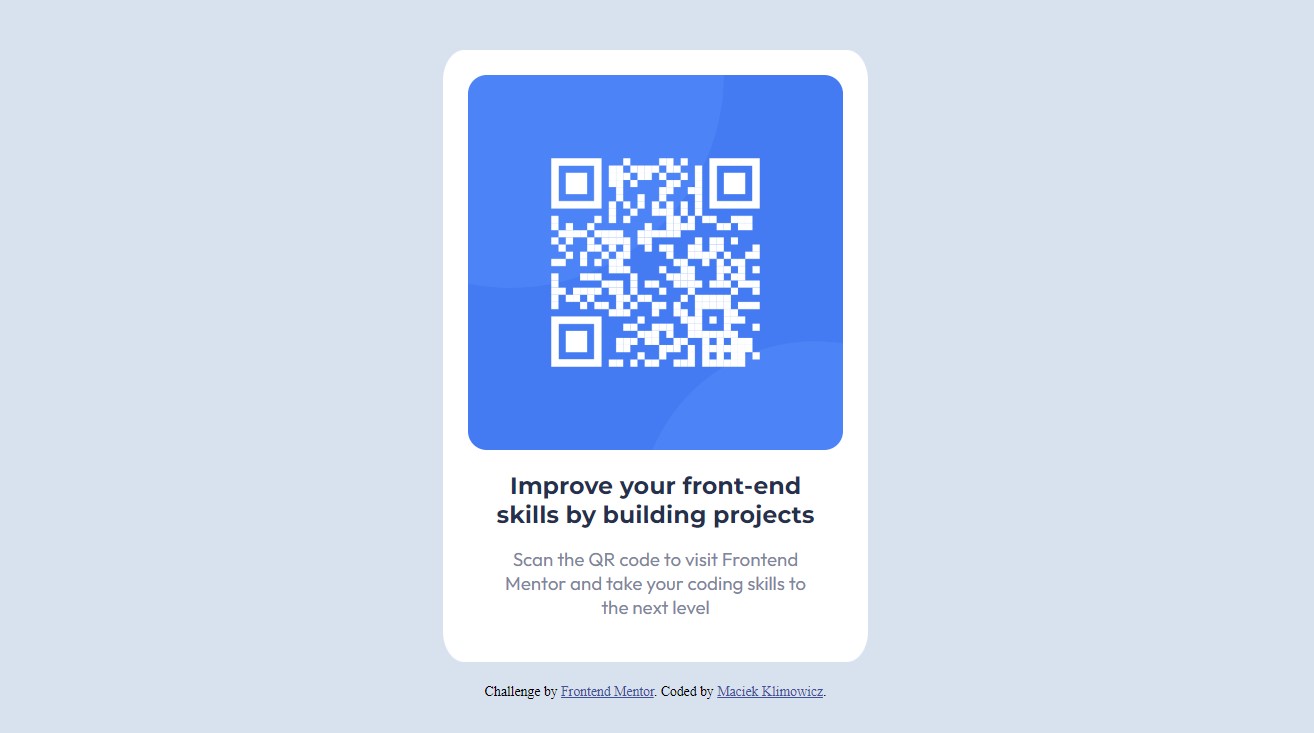 Improve your front-end
skills by building projects
Scan the QR code to visit Frontend
Mentor and take your coding skills to
the next level
Challenge by Frontend Mentor. Coded by Maciek Klimowicz.